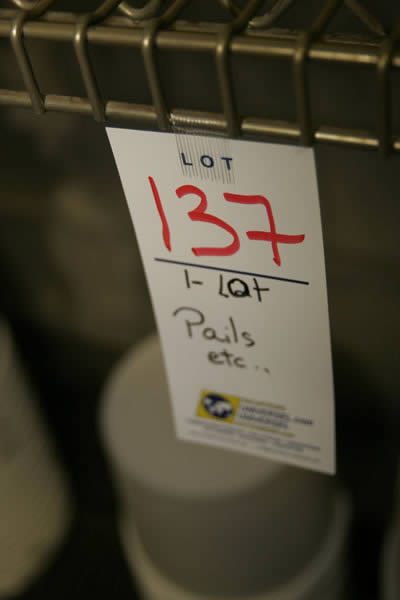 LOT
137
1- LOT
Pails
etc..